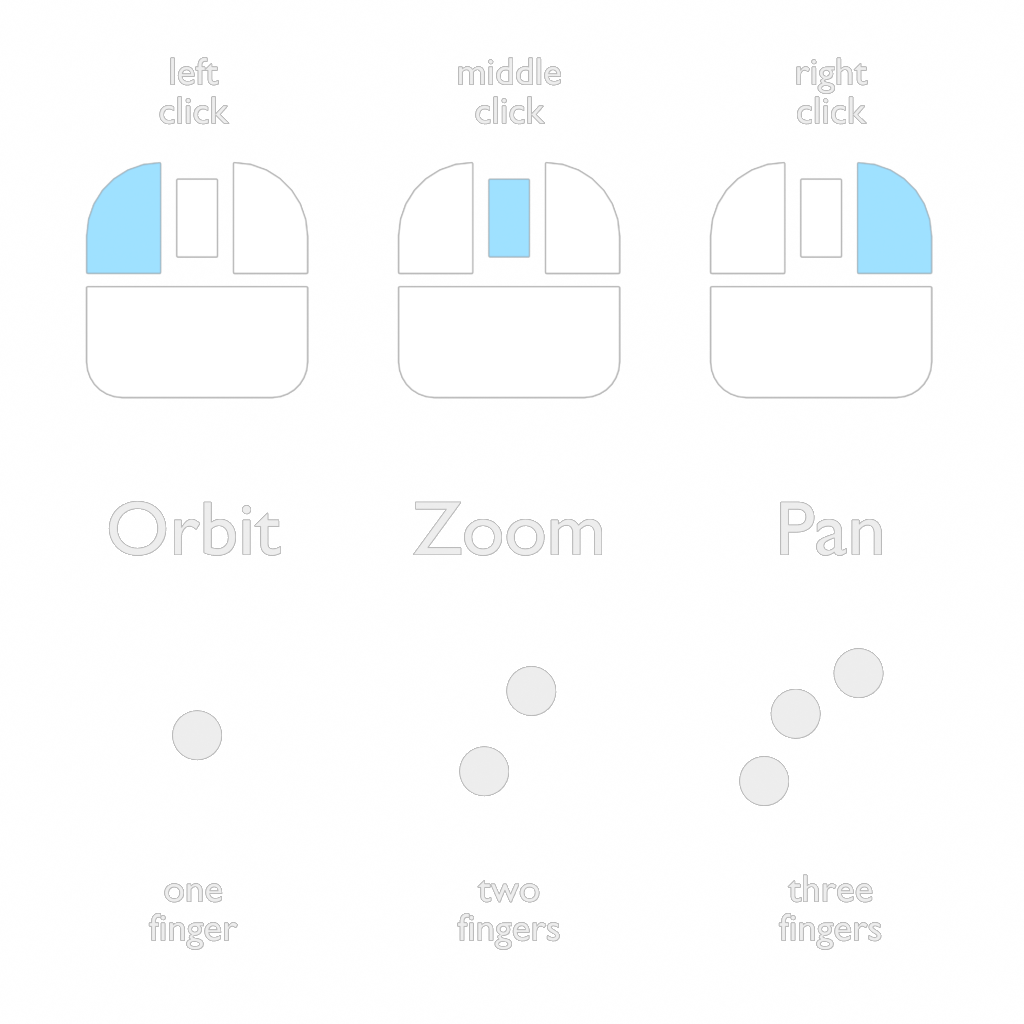 left
click
middle
click
right
click
Orbit
Zoom
Pan
one
finger
two
fingers
three
fingers